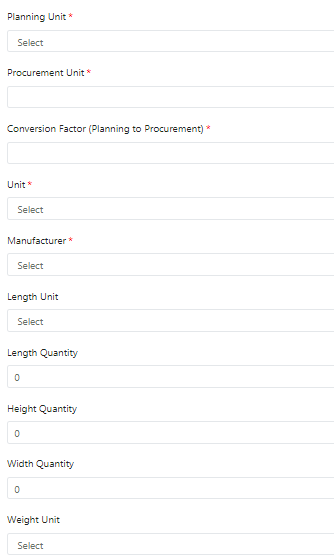 Planning Unit *
Select
Procurement Unit *
Conversion Factor (Planning to Procurement) *
Unit *
Select
Manufacturer *
Select
Length Unit
Select
Length Quantity
0
Height Quantity
0
Width Quantity
0
Weight Unit
Select